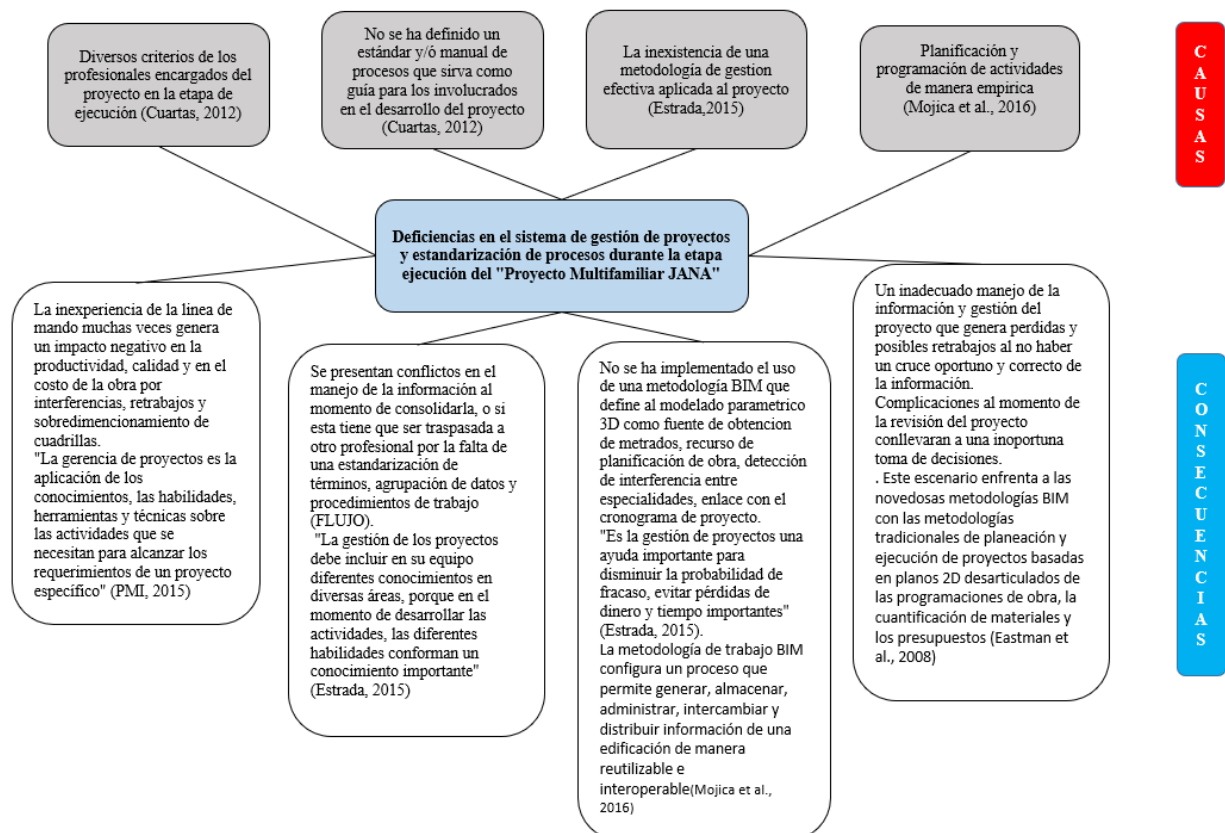 Diversos criterios de los
profesionales encargados del
proyecto en la etapa de
ejecución (Cuartas, 2012)
No se ha definido un
estándar y/ó manual de
procesos que sirva como
guía para los involucrados
en el desarrollo del proyecto
(Cuartas, 2012)
La inexistencia de una
metodología de gestion
efectiva aplicada al proyecto
(Estrada,2015)
Planificación y
programación de actividades
de manera empírica
(Mojica et al., 2016)
C
A
U
S
A
S
Deficiencias en el sistema de gestión de proyectos
y estandarización de procesos durante la etapa
ejecución del "Proyecto Multifamiliar JANA"
La inexperiencia de la linea de
mando muchas veces genera
un impacto negativo en la
productividad, calidad y en el
costo de la obra por
interferencias, retrabajos y
sobredimencionamiento de
cuadrillas.
"La gerencia de proyectos es la
aplicación de los
conocimientos, las habilidades,
herramientas y técnicas sobre
las actividades que se
necesitan para alcanzar los
requerimientos de un proyecto
específico" (PMI, 2015)
Se presentan conflictos en el
manejo de la información al
momento de consolidarla, o si
esta tiene que ser traspasada a
otro profesional por la falta de
una estandarización de
términos, agrupación de datos y
procedimientos de trabajo
(FLUJO).
"La gestión de los proyectos
debe incluir en su equipo
diferentes conocimientos en
diversas áreas, porque en el
momento de desarrollar las
actividades, las diferentes
habilidades conforman un
conocimiento importante"
(Estrada, 2015)
No se ha implementado el uso
de una metodología BIM que
define al modelado parametrico
3D como fuente de obtencion
de metrados, recurso de
planificación de obra, detección
de interferencia entre
especialidades, enlace con el
cronograma de proyecto.
"Es la gestión de proyectos una
ayuda importante para
disminuir la probabilidad de
fracaso, evitar pérdidas de
dinero y tiempo importantes"
(Estrada, 2015).
La metodología de trabajo BIM
configura un proceso que
permite generar, almacenar,
administrar, intercambiar y
distribuir información de una
edificación de manera
reutilizable e
interoperable(Mojica et al.,
2016)
Un inadecuado manejo de la
información y gestión del
proyecto que genera perdidas y
posibles retrabajos al no haber
un cruce oportuno y correcto de
la información.
Complicaciones al momento de
la revisión del proyecto
conllevaran a una inoportuna
toma de decisiones.
. Este escenario enfrenta a las
novedosas metodologías BIM
con las metodologías
tradicionales de planeación y
ejecución de proyectos basadas
en planos 2D desarticulados de
las programaciones de obra, la
cuantificación de materiales y
los presupuestos (Eastman et
al., 2008)
C
O
N
S
E
C
U
E
N
C
I
A
S